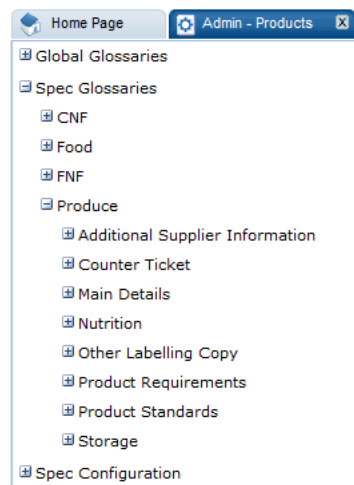 Home Page Admin - Products
Global Glossaries
Spec Glossaries
CNF
Food
FNF
Produce
Additional Supplier Information
Counter Ticket
Main Details
Nutrition
Other Labelling Copy
Product Requirements
Product Standards
Storage
Spec Configuration